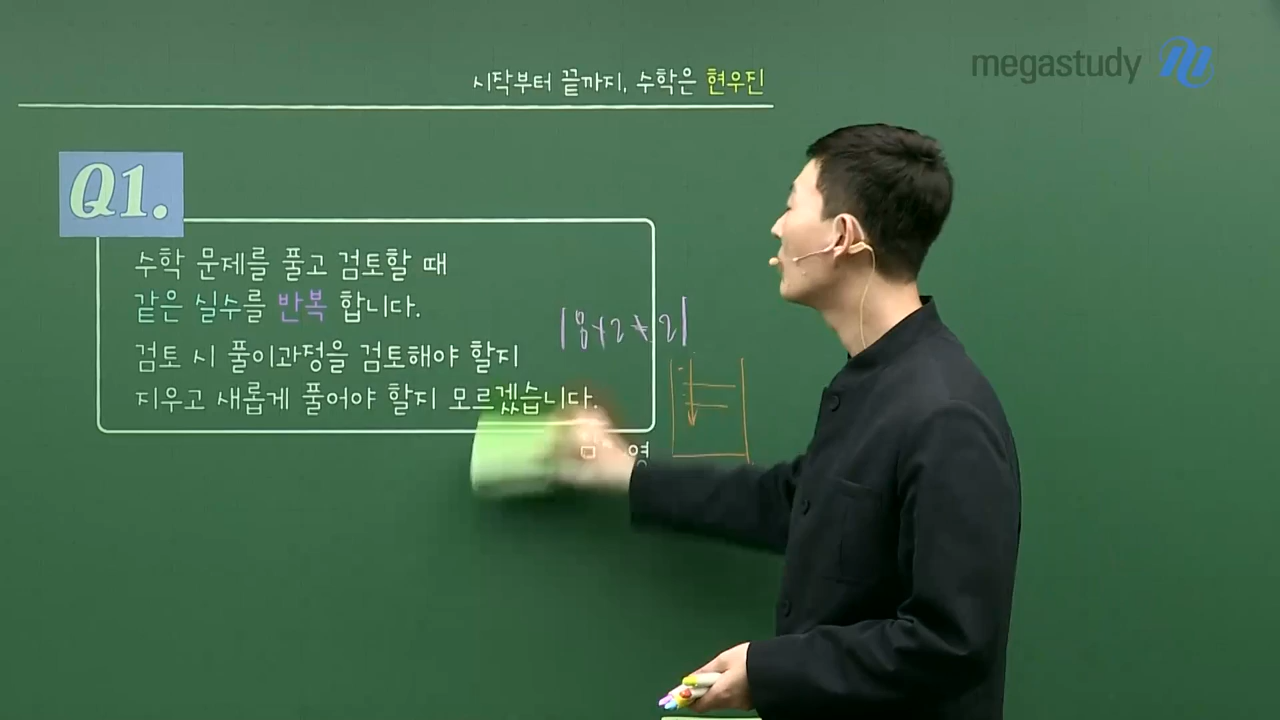 megastudy
시작부터 끝까지, 수학은 현우진
Q1.
수학 문제를 풀고 검토할 때
같은 실수를 반복 합니다.
검토 시 풀이과정을 검토해야 할지
지우고 새롭게 풀어야 할지 모르겠습니다.
영